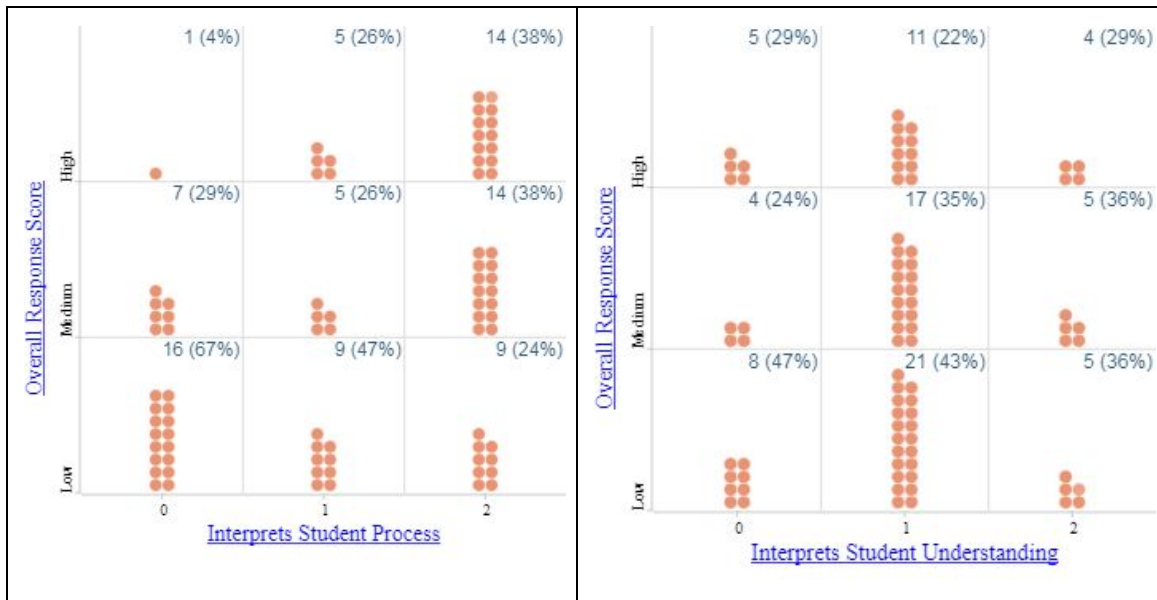 1 (4%) 5 (26%) 14 (38%)
High
7 (29%) 5 (26%) 14 (38%)
Medium
16 (67%) 9 (47%) 9 (24%)
Low
Overall Response Score
0 1 2
Interprets Student Process
5 (29%) 11 (22%) 4 (29%)
High
4 (24%) 17 (35%) 5 (36%)
Medium
8 (47%) 21 (43%) 5 (36%)
Low
Overall Response Score
0 1 2
Interprets Student Understanding